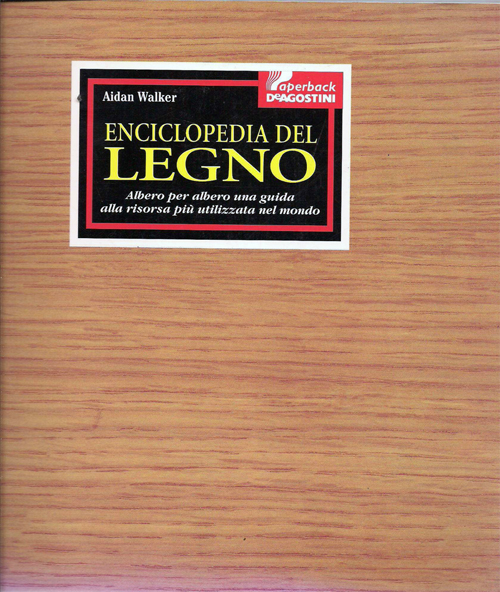 Aidan Walker
Paperback
DeAGOSTINI
ENCICLOPEDIA DEL
LEGNO
Albero per albero una guida
alla risorsa più utilizzata nel mondo